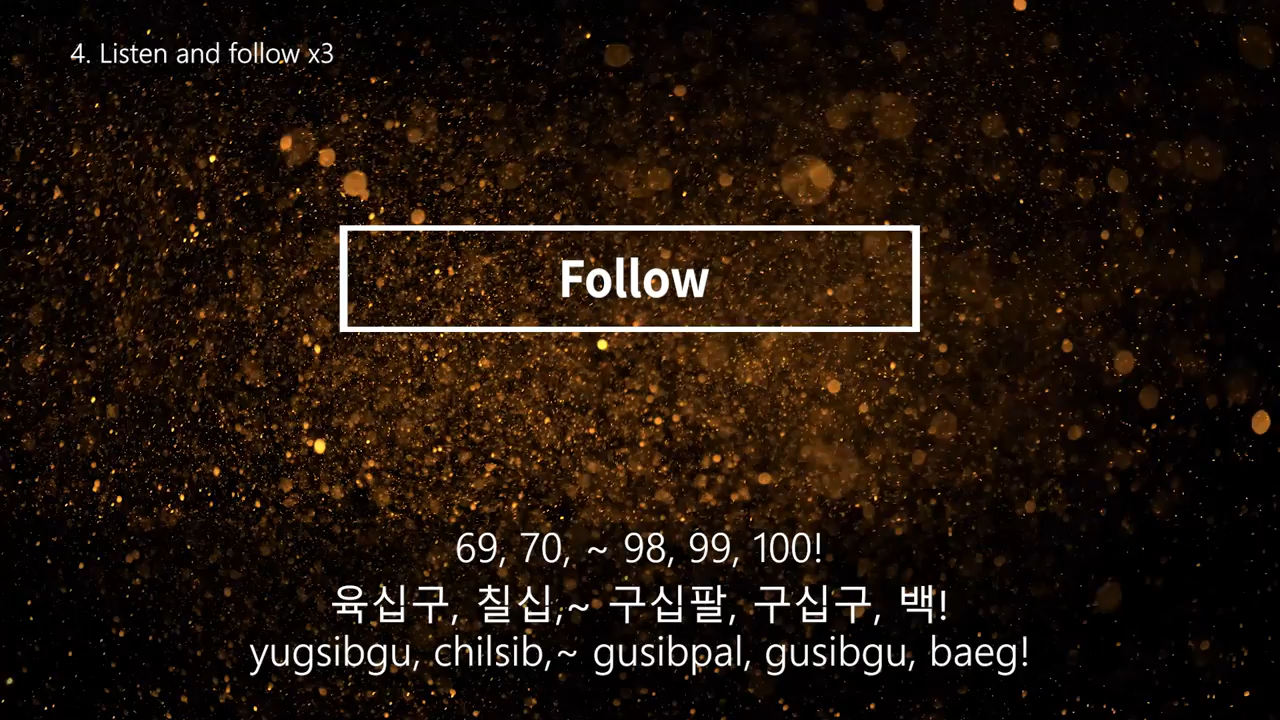 4. Listen and follow x3
Follow
69, 70, ~ 98, 99, 100!
육십구, 칠십,~ 구십팔, 구십구, 백!
yugsibgu, chilsib,~ gusibpal, gusibgu, baeg!